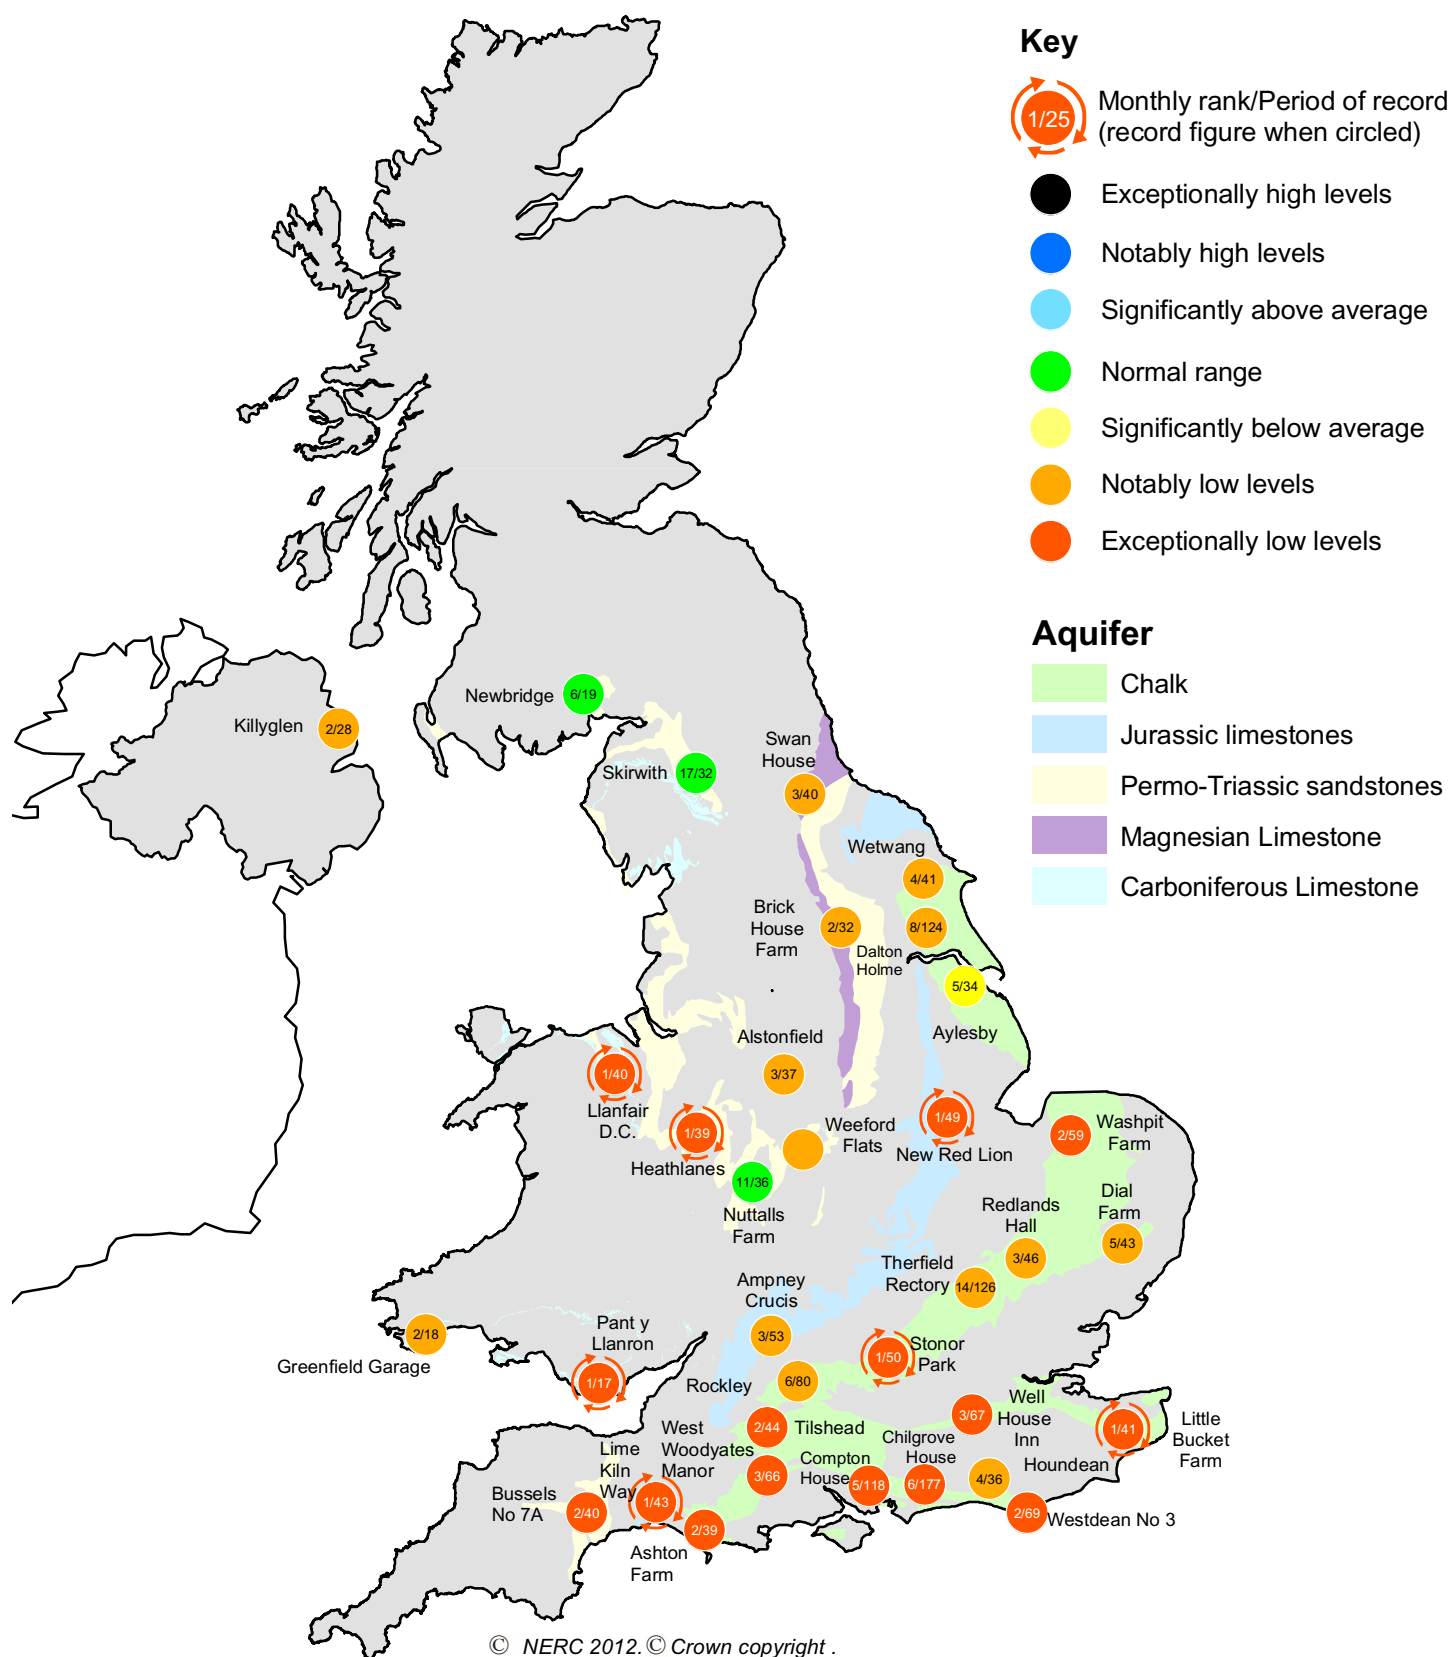 Key
1/25
Monthly rank/Period of record
(record figure when circled)
Exceptionally high levels
Notably high levels
Significantly above average
Normal range
Significantly below average
Notably low levels
Exceptionally low levels
Aquifer
Chalk
Jurassic limestones
Permo-Triassic sandstones
Magnesian Limestone
Carboniferous Limestone
Newbridge
6/19
Killyglen
2/28
Skirwith
17/32
Swan
House
3/40
Wetwang
4/41
Brick
House
Farm
2/32
8/124
Dalton
Holme
5/34
Aylesby
Alstonfield
3/37
1/40
Llanfair
D.C.
1/39
Heathlanes
Weeford
Flats
1/49
New Red Lion
2/59
Washpit
Farm
11/36
Nuttalls
Farm
Redlands
Hall
3/46
Dial
Farm
5/43
Therfield
Rectory
14/126
Ampney
Crucis
3/53
2/18
Greenfield Garage
Pant y
Llanron
1/17
Stonor
Park
1/50
Rockley
6/80
2/44
Tilshead
West
Woodyates
Manor
3/66
Well
House
Inn
3/67
1/41
Little
Bucket
Farm
Chilgrove
House
6/177
Compton
House
5/118
Houndean
4/36
2/69
Westdean No 3
Lime
Kiln
Way
1/43
Bussels
No 7A
2/40
2/39
Ashton
Farm
© NERC 2012. © Crown copyright .